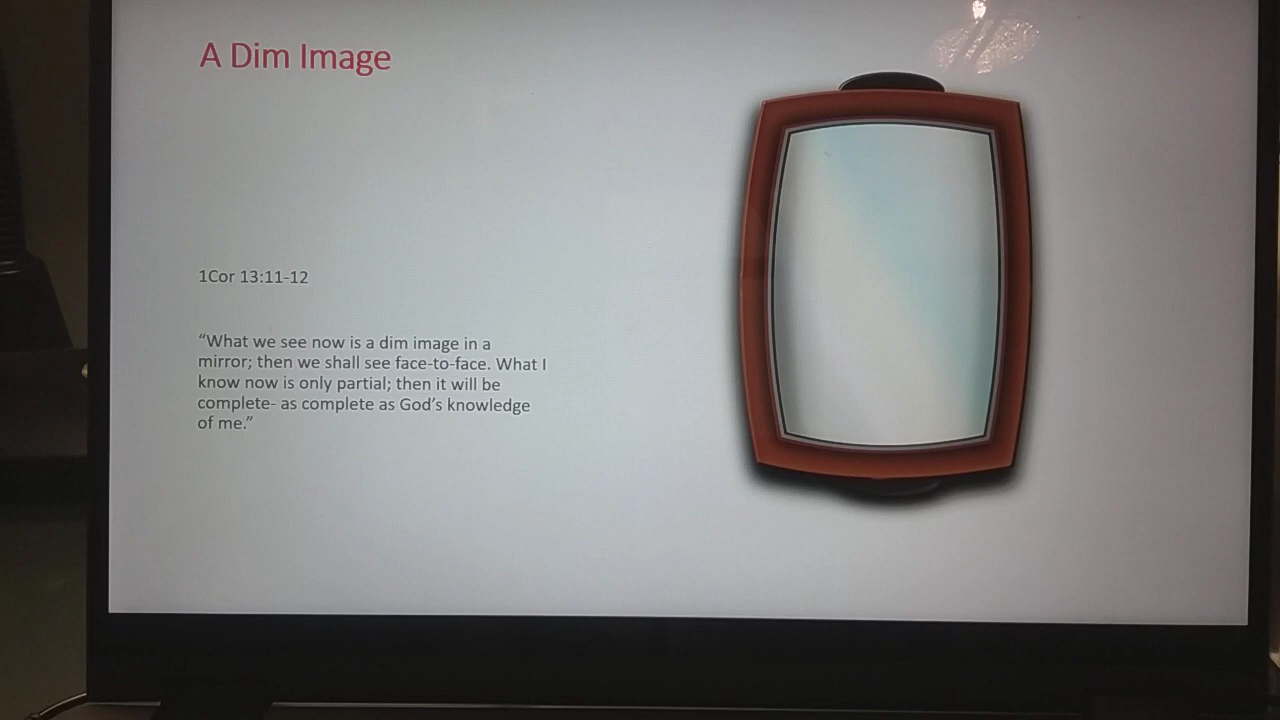 A Dim Image
1Cor 13:11-12
“What we see now is a dim image in a
mirror; then we shall see face-to-face. What I
know now is only partial; then it will be
complete- as complete as God’s knowledge
of me.”